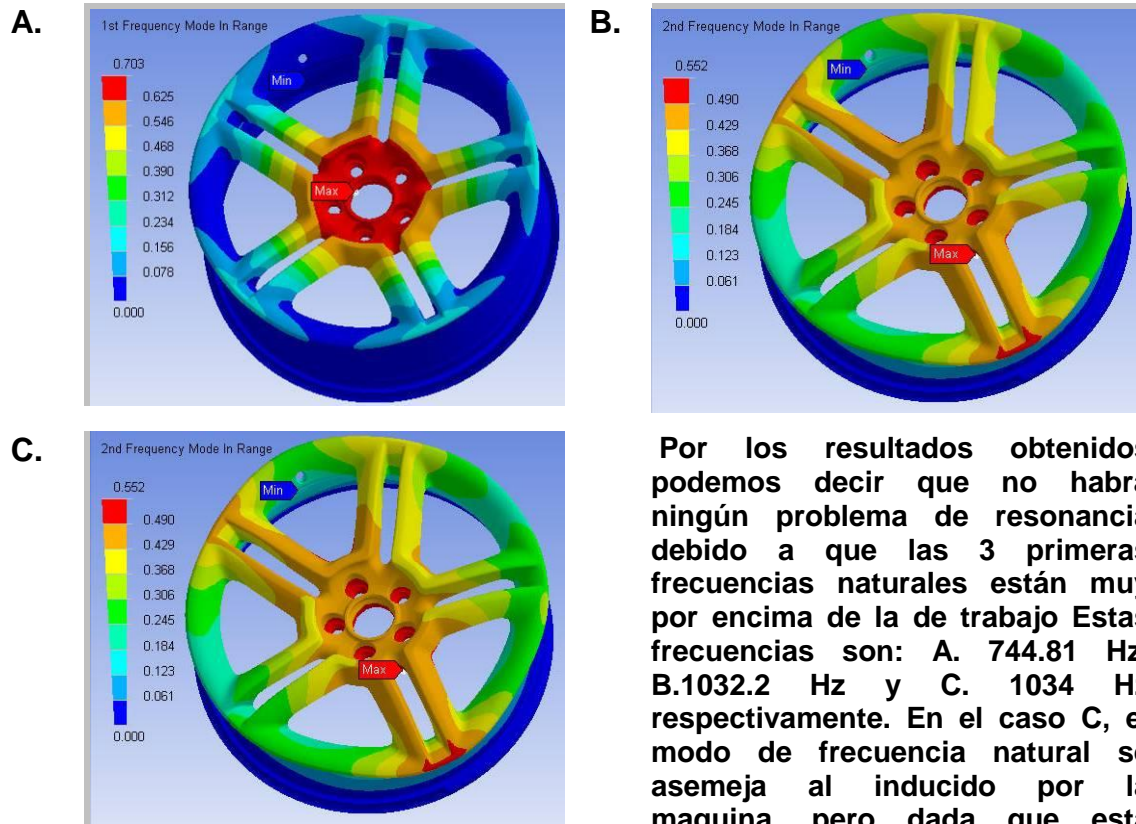 A.
1st Frequency Mode In Range
0.703
0.625
0.546
0.468
0.390
0.312
0.234
0.156
0.078
0.000
Min
Max
B.
2nd Frequency Mode In Range
0.552
0.490
0.429
0.368
0.306
0.245
0.184
0.123
0.061
0.000
Min
Max
C.
2nd Frequency Mode In Range
0.552
0.490
0.429
0.368
0.306
0.245
0.184
0.123
0.061
0.000
Min
Max
Por los resultados obtenidos
podemos decir que no habrá
ningún problema de resonancia
debido a que las 3 primeras
frecuencias naturales están muy
por encima de la de trabajo Estas
frecuencias son: A. 744.81 Hz
B.1032.2 Hz y C. 1034 Hz
respectivamente. En el caso C, el
modo de frecuencia natural se
asemeja al inducido por la
maquina, pero dada que esta